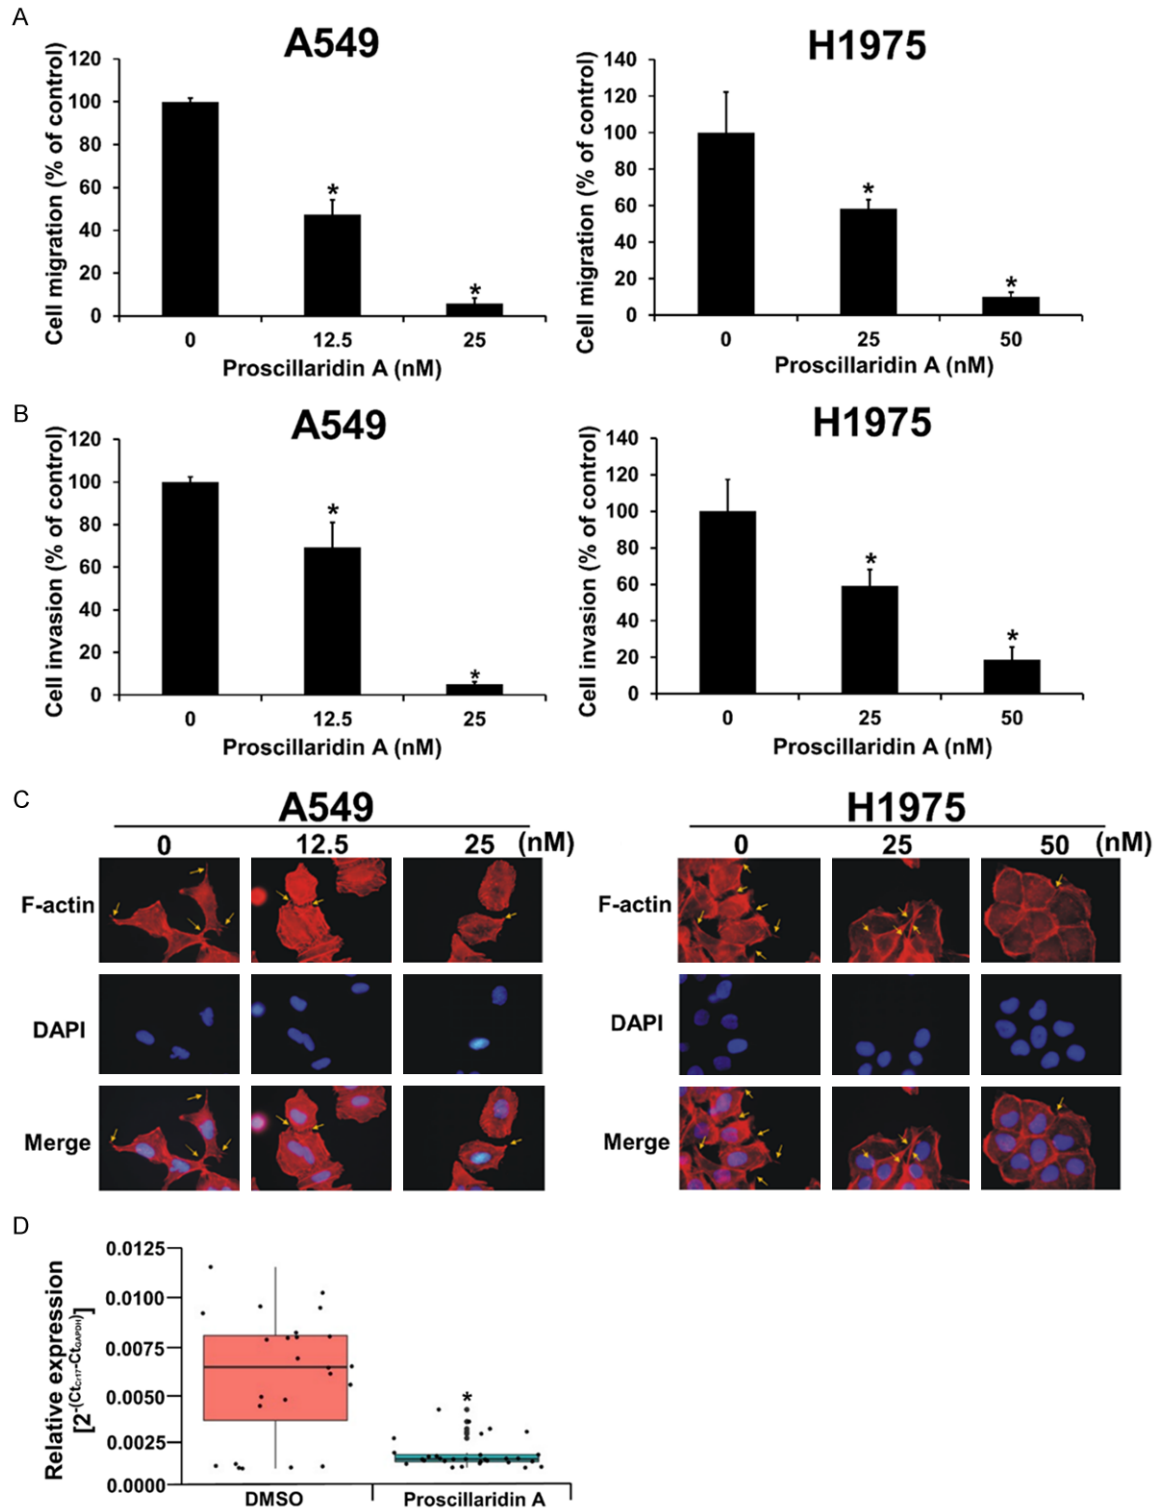 A
A549
H1975
Cell migration (% of control)
120
100
80
60
40
20
0
0
12.5
25
Proscillaridin A (nM)
*
*
Cell migration (% of control)
140
120
100
80
60
40
20
0
0
25
50
Proscillaridin A (nM)
*
*
B
A549
H1975
Cell invasion (% of control)
120
100
80
60
40
20
0
0
12.5
25
Proscillaridin A (nM)
*
*
Cell invasion (% of control)
140
120
100
80
60
40
20
0
0
25
50
Proscillaridin A (nM)
*
*
C
A549
0 12.5 25 (nM)
F-actin
DAPI
Merge
H1975
0 25 50 (nM)
F-actin
DAPI
Merge
D
Relative expression
[2-(CtCr17-CtGAPDH)]
0.0125
0.0100
0.0075
0.0050
0.0025
0.0000
*
DMSO
Proscillaridin A